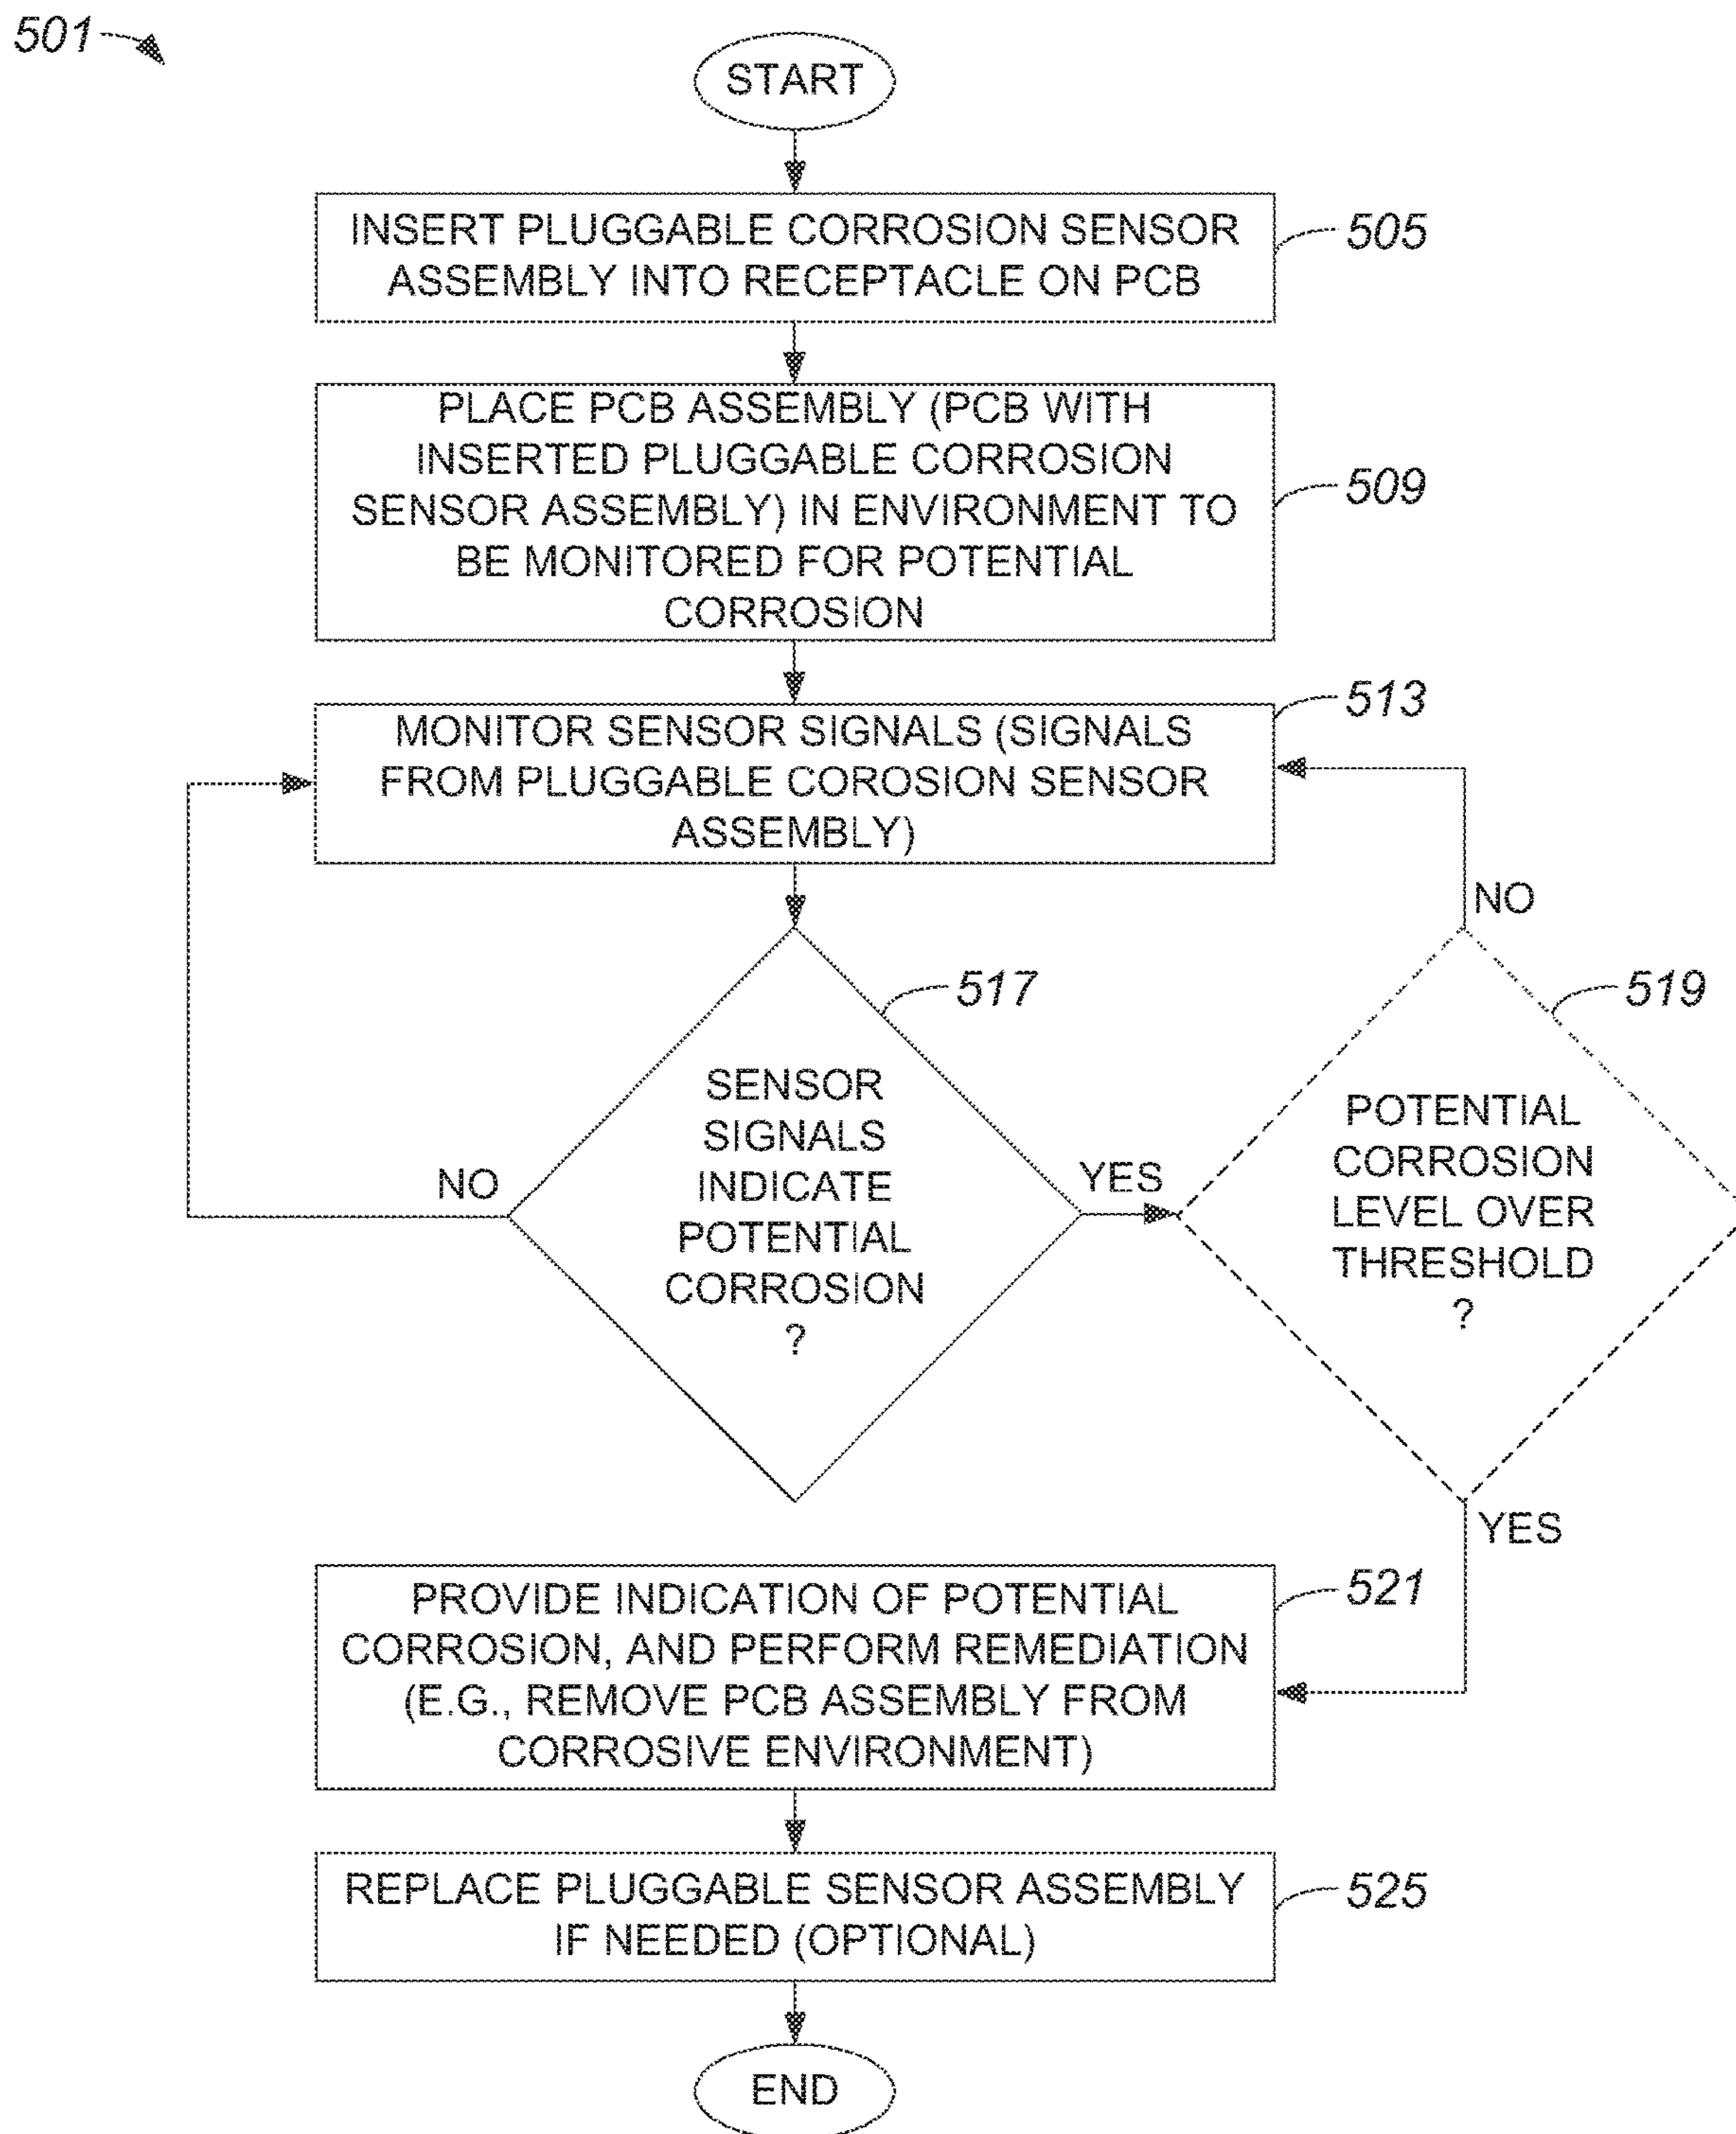 501
START
INSERT PLUGGABLE CORROSION SENSOR
ASSEMBLY INTO RECEPTACLE ON PCB
505
PLACE PCB ASSEMBLY (PCB WITH
INSERTED PLUGGABLE CORROSION
SENSOR ASSEMBLY) IN ENVIRONMENT TO
BE MONITORED FOR POTENTIAL
CORROSION
509
MONITOR SENSOR SIGNALS (SIGNALS
FROM PLUGGABLE COROSION SENSOR
ASSEMBLY)
513
SENSOR
SIGNALS
INDICATE
POTENTIAL
CORROSION
?
517
NO
YES
POTENTIAL
CORROSION
LEVEL OVER
THRESHOLD
?
519
NO
YES
PROVIDE INDICATION OF POTENTIAL
CORROSION, AND PERFORM REMEDIATION
(E.G., REMOVE PCB ASSEMBLY FROM
CORROSIVE ENVIRONMENT)
521
REPLACE PLUGGABLE SENSOR ASSEMBLY
IF NEEDED (OPTIONAL)
525
END